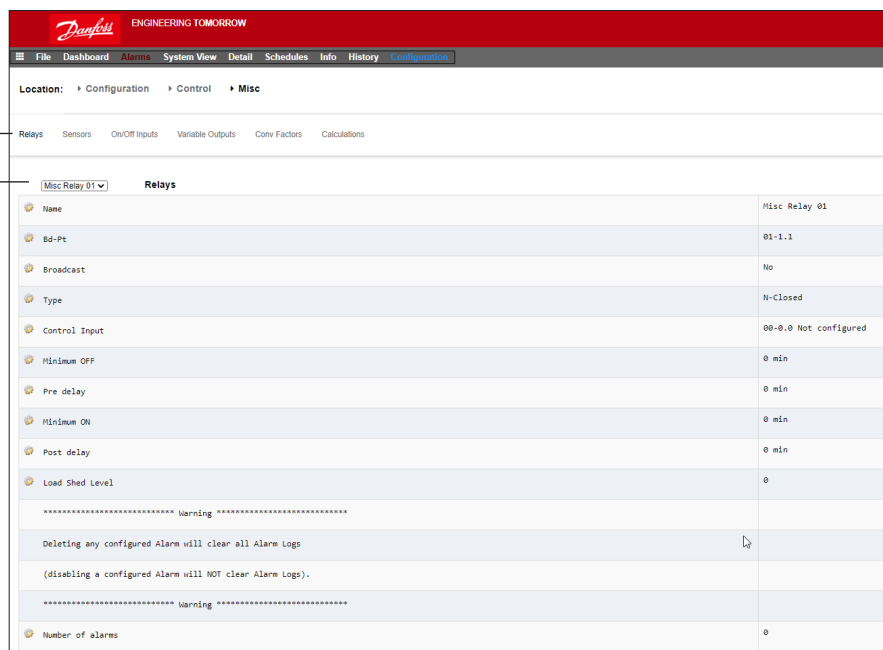 Danfoss ENGINEERING TOMORROW
File Dashboard Alarms System View Detail Schedules Info History Configuration
Location: Configuration Control Misc
Relays Sensors On/Off Inputs Variable Outputs Conv Factors Calculations
Misc Relay 01 Relays
Name Misc Relay 01
Bd-Pt 01-1.1
Broadcast No
Type N-Closed
Control Input 00-0.0 Not configured
Minimum OFF 0 min
Pre delay 0 min
Minimum ON 0 min
Post delay 0 min
Load Shed Level 0
**************************** Warning ****************************
Deleting any configured Alarm will clear all Alarm Logs
(disabling a configured Alarm will NOT clear Alarm Logs).
**************************** Warning ****************************
Number of alarms 0